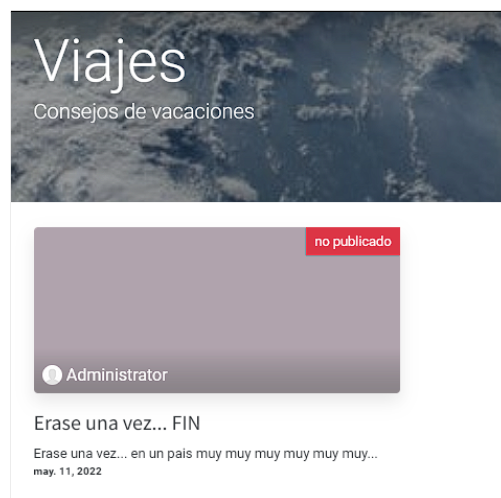 Viajes
Consejos de vacaciones
no publicado
Administrator
Erase una vez... FIN
Erase una vez... en un pais muy muy muy muy muy muy...
may. 11, 2022